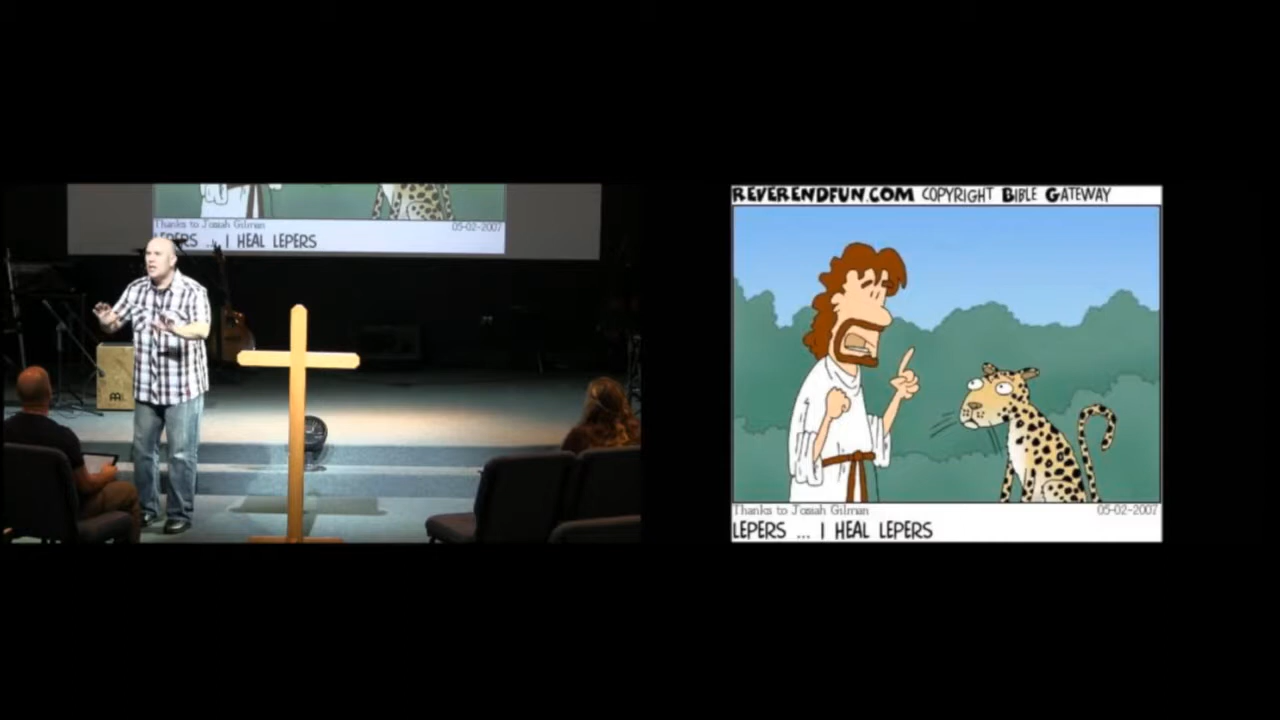 Thanks to Josiah Gilman 05-02-2007
LEPERS ... I HEAL LEPERS
MEINL
REVERENDFUN.COM COPYRIGHT BIBLE GATEWAY
Thanks to Josiah Gilman 05-02-2007
LEPERS ... I HEAL LEPERS